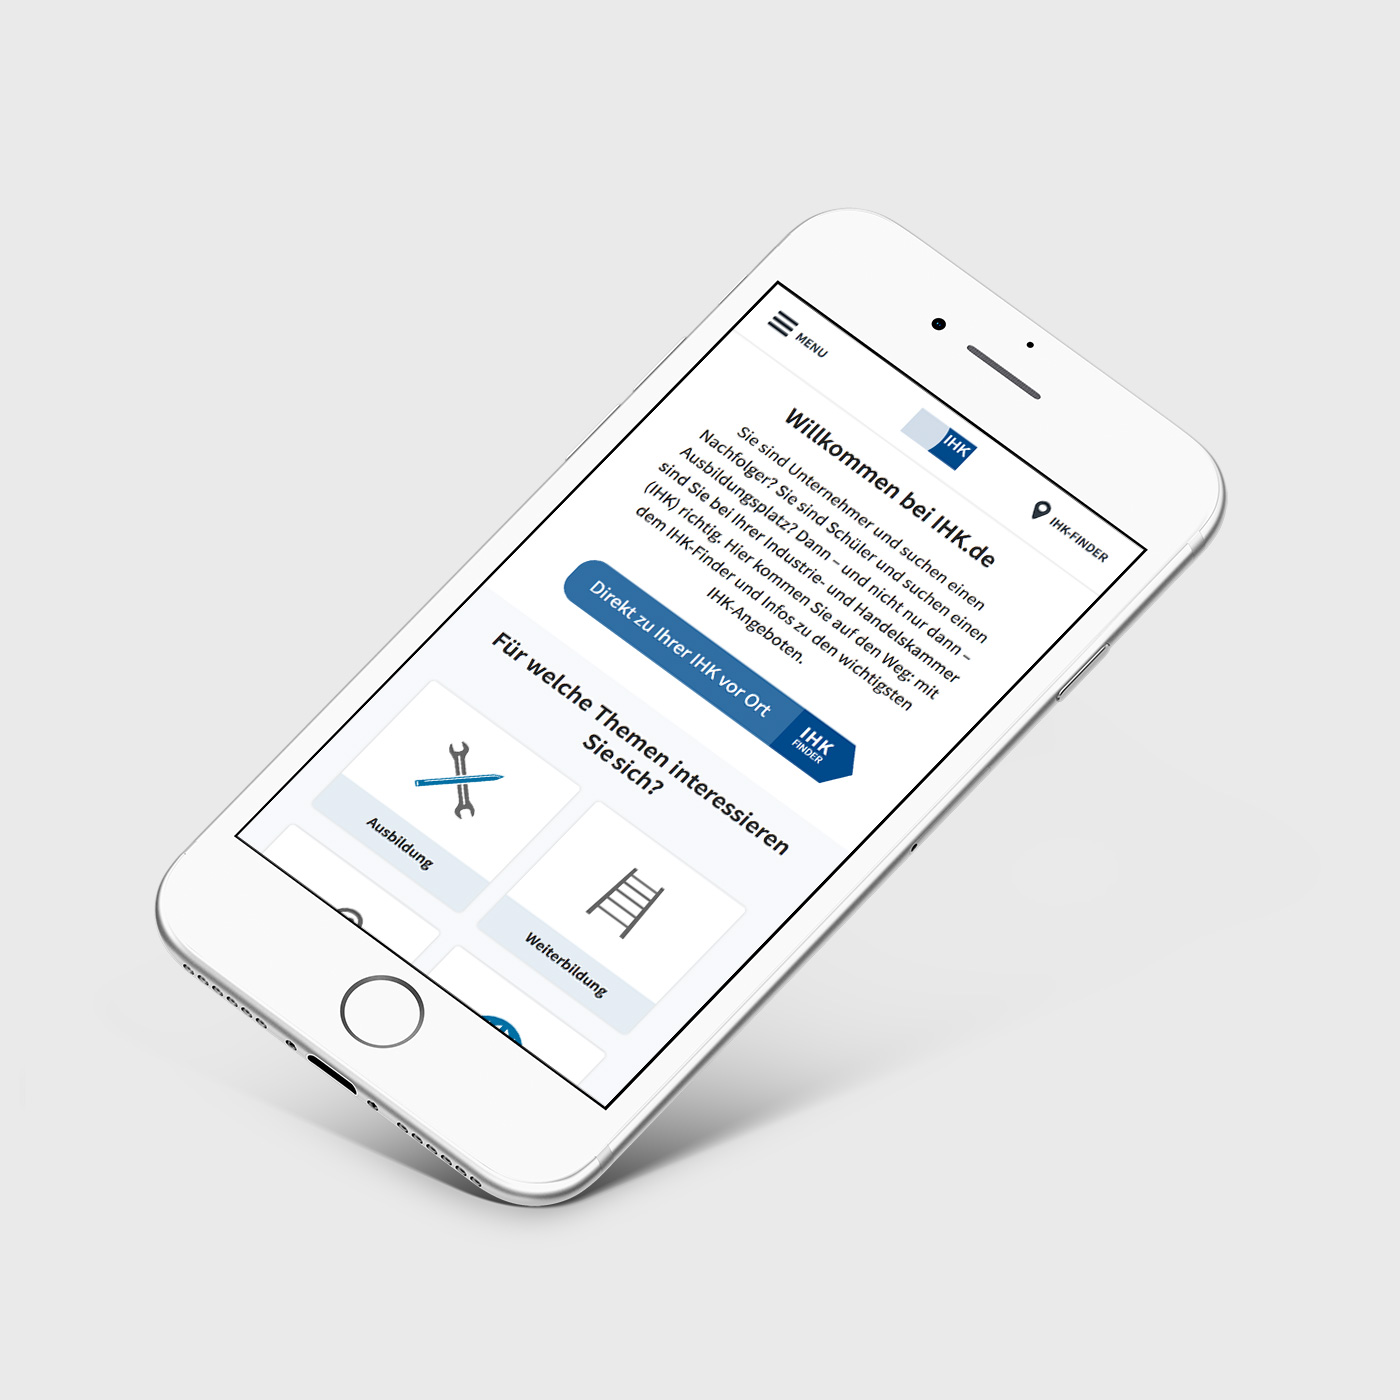 MENU
IHK
IHK-FINDER
Willkommen bei IHK.de
Sie sind Unternehmer und suchen einen
Nachfolger? Sie sind Schüler und suchen einen
Ausbildungsplatz? Dann – und nicht nur dann –
sind Sie bei Ihrer Industrie- und Handelskammer
(IHK) richtig. Hier kommen Sie auf den Weg: mit
dem IHK-Finder und Infos zu den wichtigsten
IHK-Angeboten.
Direkt zu Ihrer IHK vor Ort
IHK
FINDER
Für welche Themen interessieren
Sie sich?
Ausbildung
Weiterbildung